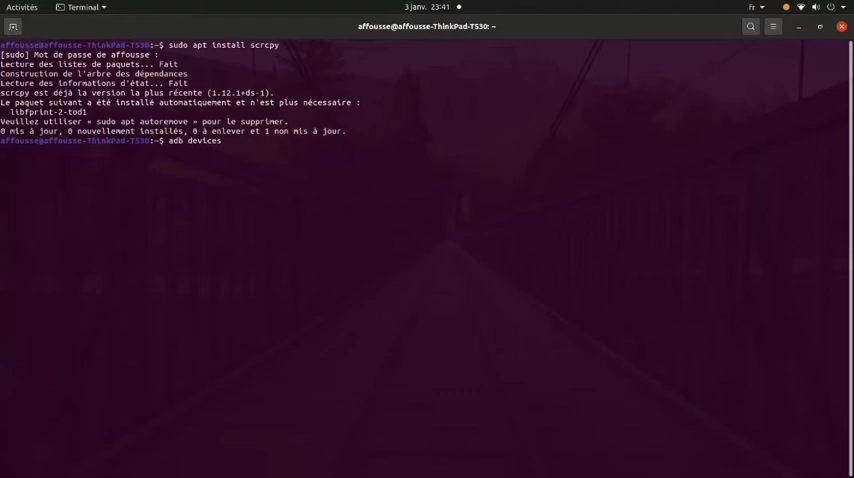 Activités
Terminal
3 janv. 23:41
fr
affousse@affousse-ThinkPad-T530: ~
affousse@affousse-ThinkPad-T530:~$ sudo apt install scrcpy
[sudo] Mot de passe de affousse :
Lecture des listes de paquets... Fait
Construction de l'arbre des dépendances
Lecture des informations d'état... Fait
scrcpy est déjà la version la plus récente (1.12.1+ds-1).
Le paquet suivant a été installé automatiquement et n'est plus nécessaire :
libfprint-2-tod1
Veuillez utiliser « sudo apt autoremove » pour le supprimer.
0 mis à jour, 0 nouvellement installés, 0 à enlever et 1 non mis à jour.
affousse@affousse-ThinkPad-T530:~$ adb devices